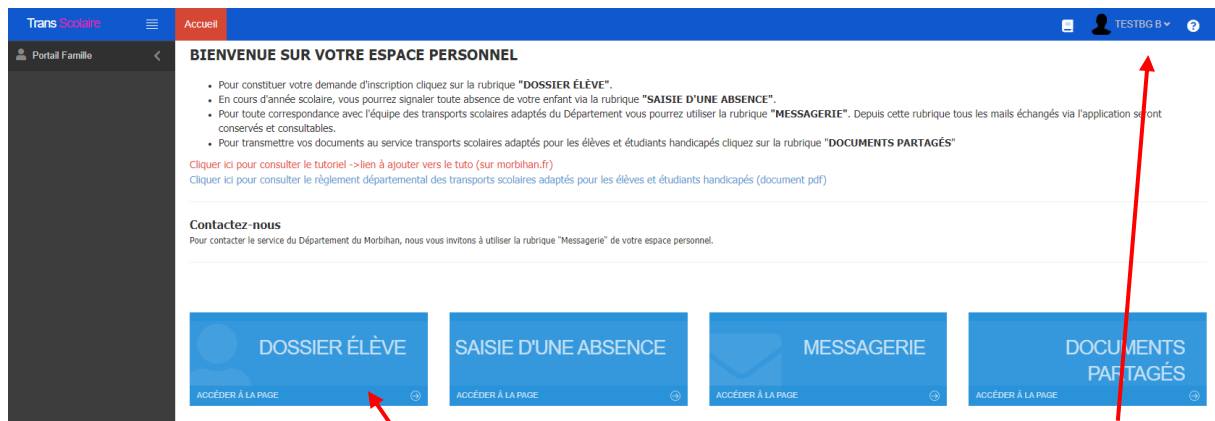 Trans Scolaire
Accueil
TESTBG B
?
Portail Famille
BIENVENUE SUR VOTRE ESPACE PERSONNEL
• Pour constituer votre demande d'inscription cliquez sur la rubrique "DOSSIER ÉLÈVE".
• En cours d'année scolaire, vous pourrez signaler toute absence de votre enfant via la rubrique "SAISIE D'UNE ABSENCE".
• Pour toute correspondance avec l'équipe des transports scolaires adaptés du Département vous pourrez utiliser la rubrique "MESSAGERIE". Depuis cette rubrique tous les mails échangés via l'application seront
conservés et consultables.
• Pour transmettre vos documents au service transports scolaires adaptés pour les élèves et étudiants handicapés cliquez sur la rubrique "DOCUMENTS PARTAGÉS"
Cliquer ici pour consulter le tutoriel ->lien à ajouter vers le tuto (sur morbihan.fr)
Cliquer ici pour consulter le règlement départemental des transports scolaires adaptés pour les élèves et étudiants handicapés (document pdf)
Contactez-nous
Pour contacter le service du Département du Morbihan, nous vous invitons à utiliser la rubrique "Messagerie" de votre espace personnel.
DOSSIER ÉLÈVE
ACCÉDER À LA PAGE
SAISIE D'UNE ABSENCE
ACCÉDER À LA PAGE
MESSAGERIE
ACCÉDER À LA PAGE
DOCUMENTS
PARTAGÉS
ACCÉDER À LA PAGE